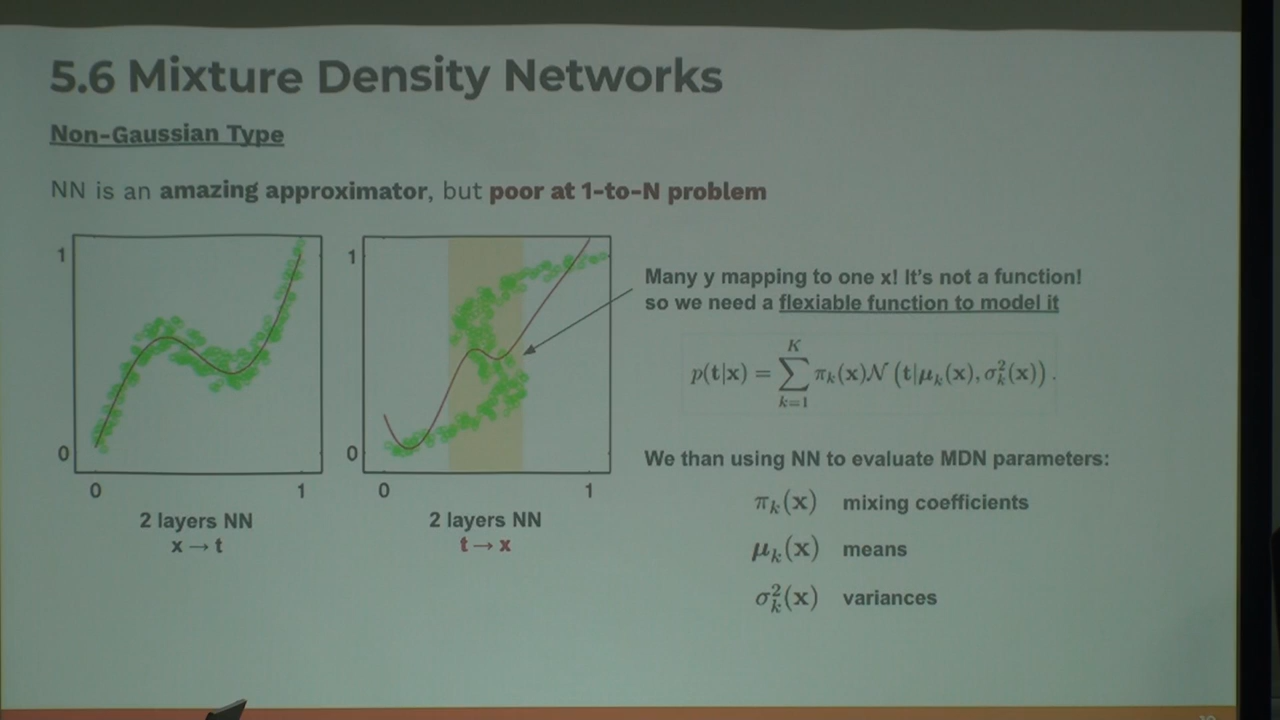 5.6 Mixture Density Networks
Non-Gaussian Type
NN is an amazing approximator, but poor at 1-to-N problem
1
0
0 1
2 layers NN
x → t
1
0
0 1
2 layers NN
t → x
Many y mapping to one x! It's not a function!
so we need a flexiable function to model it
p(t|x) = ∑_{k=1}^{K} π_k(x) 𝒩 (t|μ_k(x), σ_k^2(x)) .
We than using NN to evaluate MDN parameters:
π_k(x) mixing coefficients
μ_k(x) means
σ_k^2(x) variances